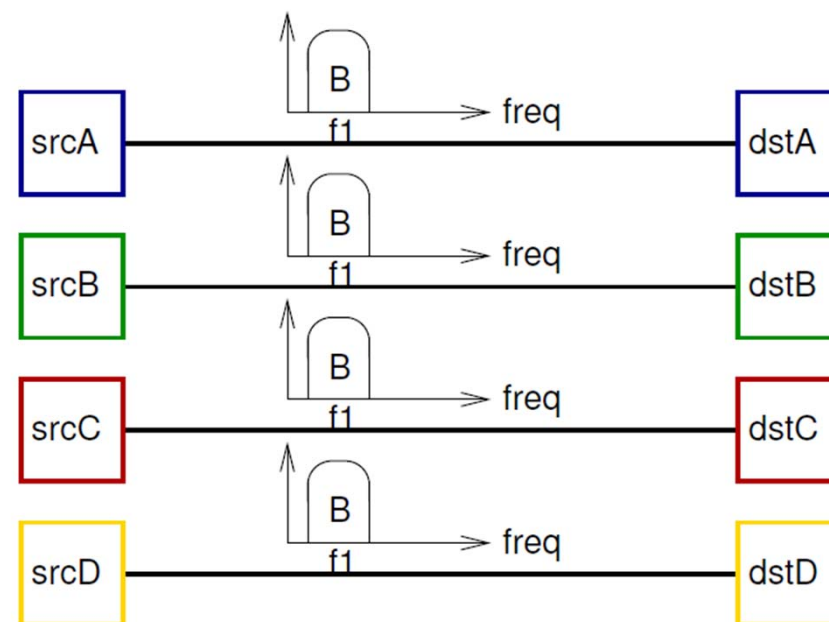 B
freq
f1
srcA
dstA
B
freq
f1
srcB
dstB
B
freq
f1
srcC
dstC
B
freq
f1
srcD
dstD